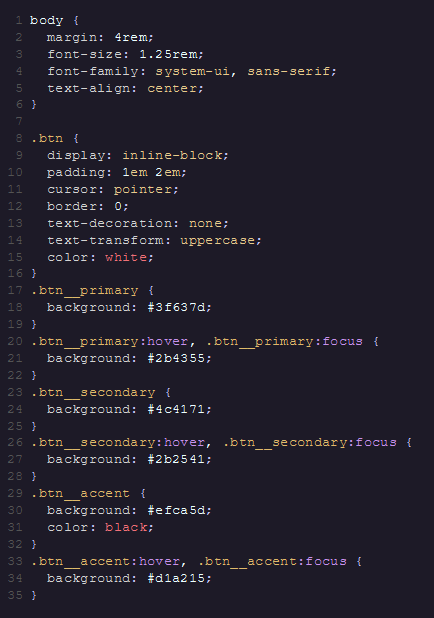 1 body {
2   margin: 4rem;
3   font-size: 1.25rem;
4   font-family: system-ui, sans-serif;
5   text-align: center;
6 }
7
8 .btn {
9   display: inline-block;
10   padding: 1em 2em;
11   cursor: pointer;
12   border: 0;
13   text-decoration: none;
14   text-transform: uppercase;
15   color: white;
16 }
17 .btn__primary {
18   background: #3f637d;
19 }
20 .btn__primary:hover, .btn__primary:focus {
21   background: #2b4355;
22 }
23 .btn__secondary {
24   background: #4c4171;
25 }
26 .btn__secondary:hover, .btn__secondary:focus {
27   background: #2b2541;
28 }
29 .btn__accent {
30   background: #efca5d;
31   color: black;
32 }
33 .btn__accent:hover, .btn__accent:focus {
34   background: #d1a215;
35 }